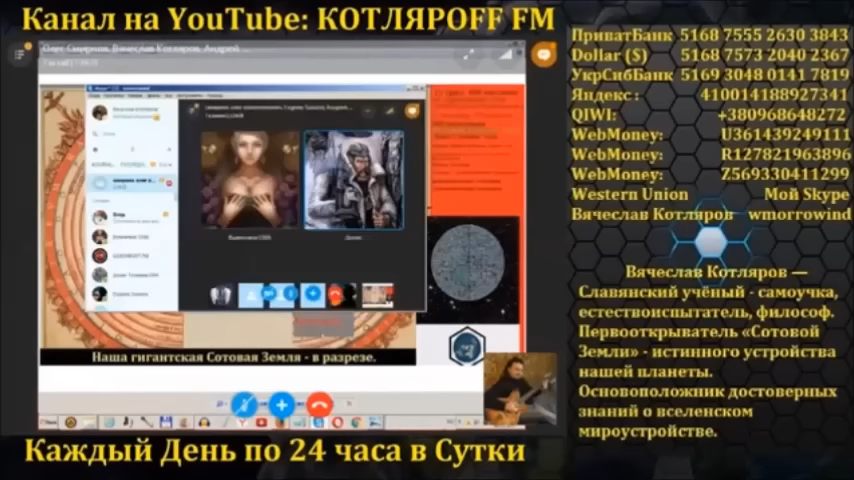 Канал на YouTube: КОТЛЯРОFF FM
ПриватБанк 5168 7555 2630 3843
Dollar ($) 5168 7573 2040 2367
УкрСибБанк 5169 3048 0141 7819
Яндекс : 410014188927341
QIWI: +380968648272
WebMoney: U361439249111
WebMoney: R127821963896
WebMoney: Z569330411299
Western Union Мой Skype
Вячеслав Котляров wmorrowind
Вячеслав Котляров —
Славянский учёный - самоучка,
естествоиспытатель, философ.
Первооткрыватель «Сотовой
Земли» - истинного устройства
нашей планеты.
Основоположник достоверных
знаний о вселенском
мироустройстве.
Наша гигантская Сотовая Земля - в разрезе.
Каждый День по 24 часа в Сутки